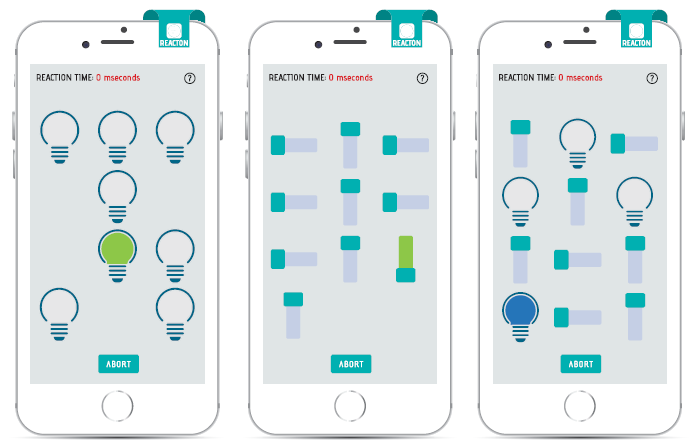 REACTON
REACTION TIME: 0 mseconds
?
ABORT
REACTON
REACTION TIME: 0 mseconds
?
ABORT
REACTON
REACTION TIME: 0 mseconds
?
ABORT